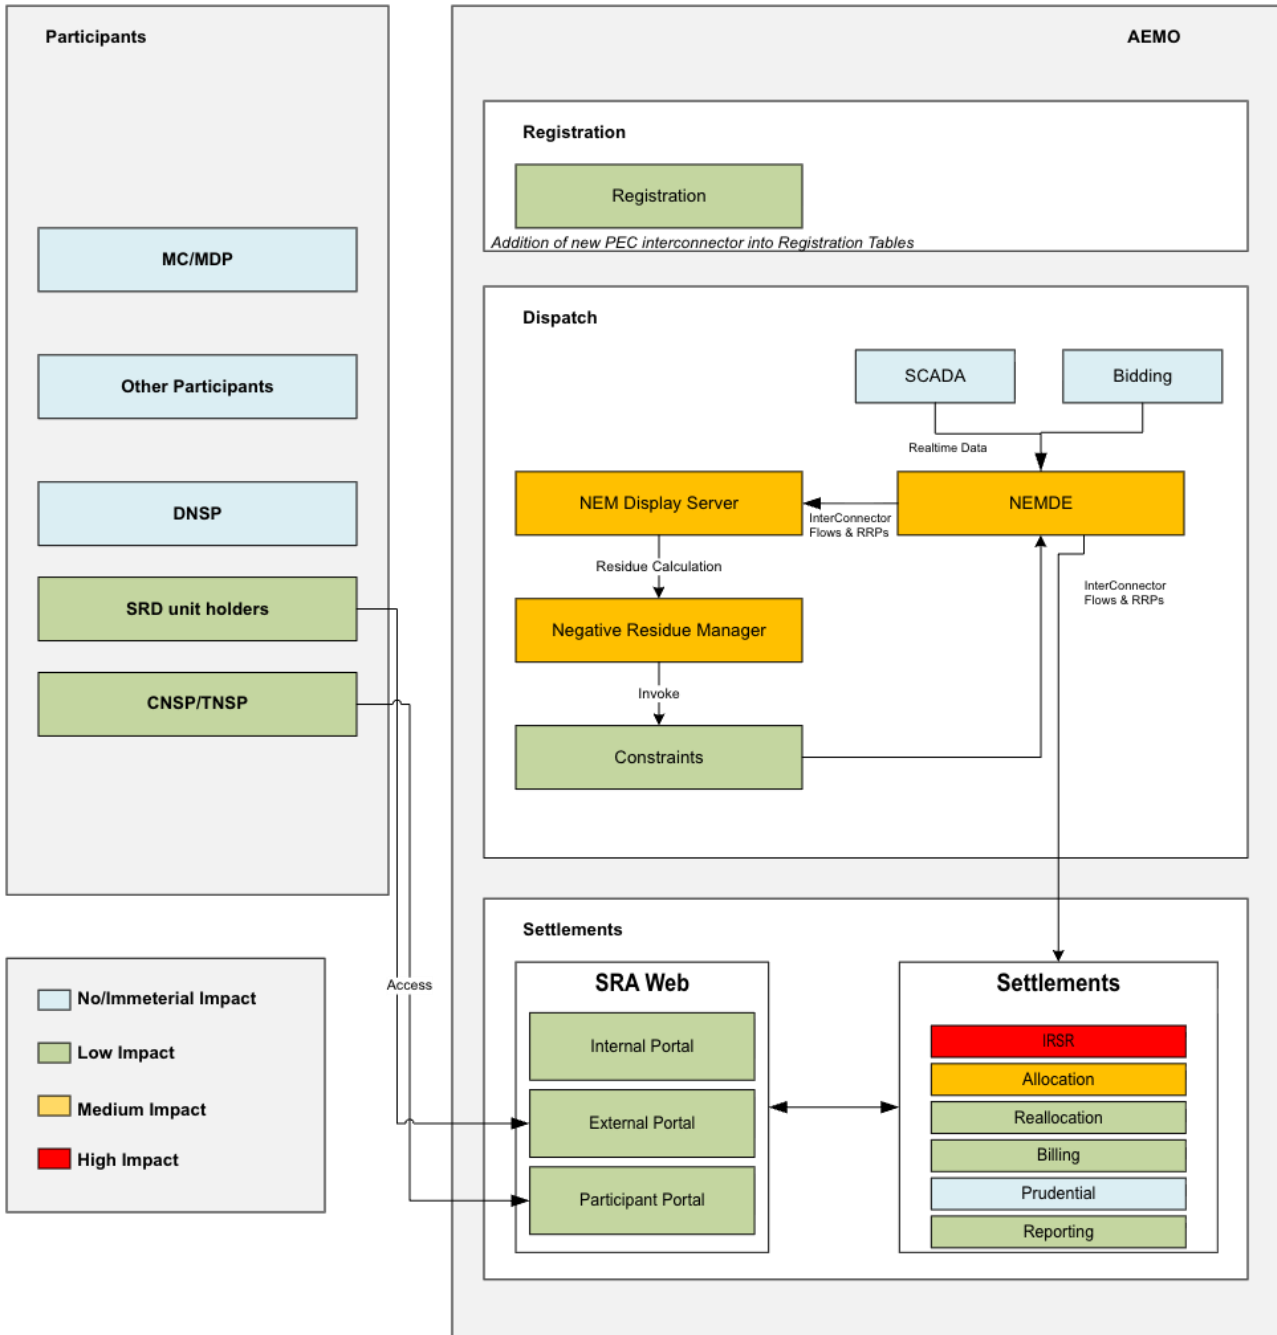 Participants
MC/MDP
Other Participants
DNSP
SRD unit holders
CNSP/TNSP
No/Immeterial Impact
Low Impact
Medium Impact
High Impact
Access
AEMO
Registration
Registration
Addition of new PEC interconnector into Registration Tables
Dispatch
SCADA
Bidding
Realtime Data
NEM Display Server
InterConnector
Flows & RRPs
NEMDE
Residue Calculation
InterConnector
Flows & RRPs
Negative Residue Manager
Invoke
Constraints
Settlements
SRA Web
Internal Portal
External Portal
Participant Portal
Settlements
IRSR
Allocation
Reallocation
Billing
Prudential
Reporting